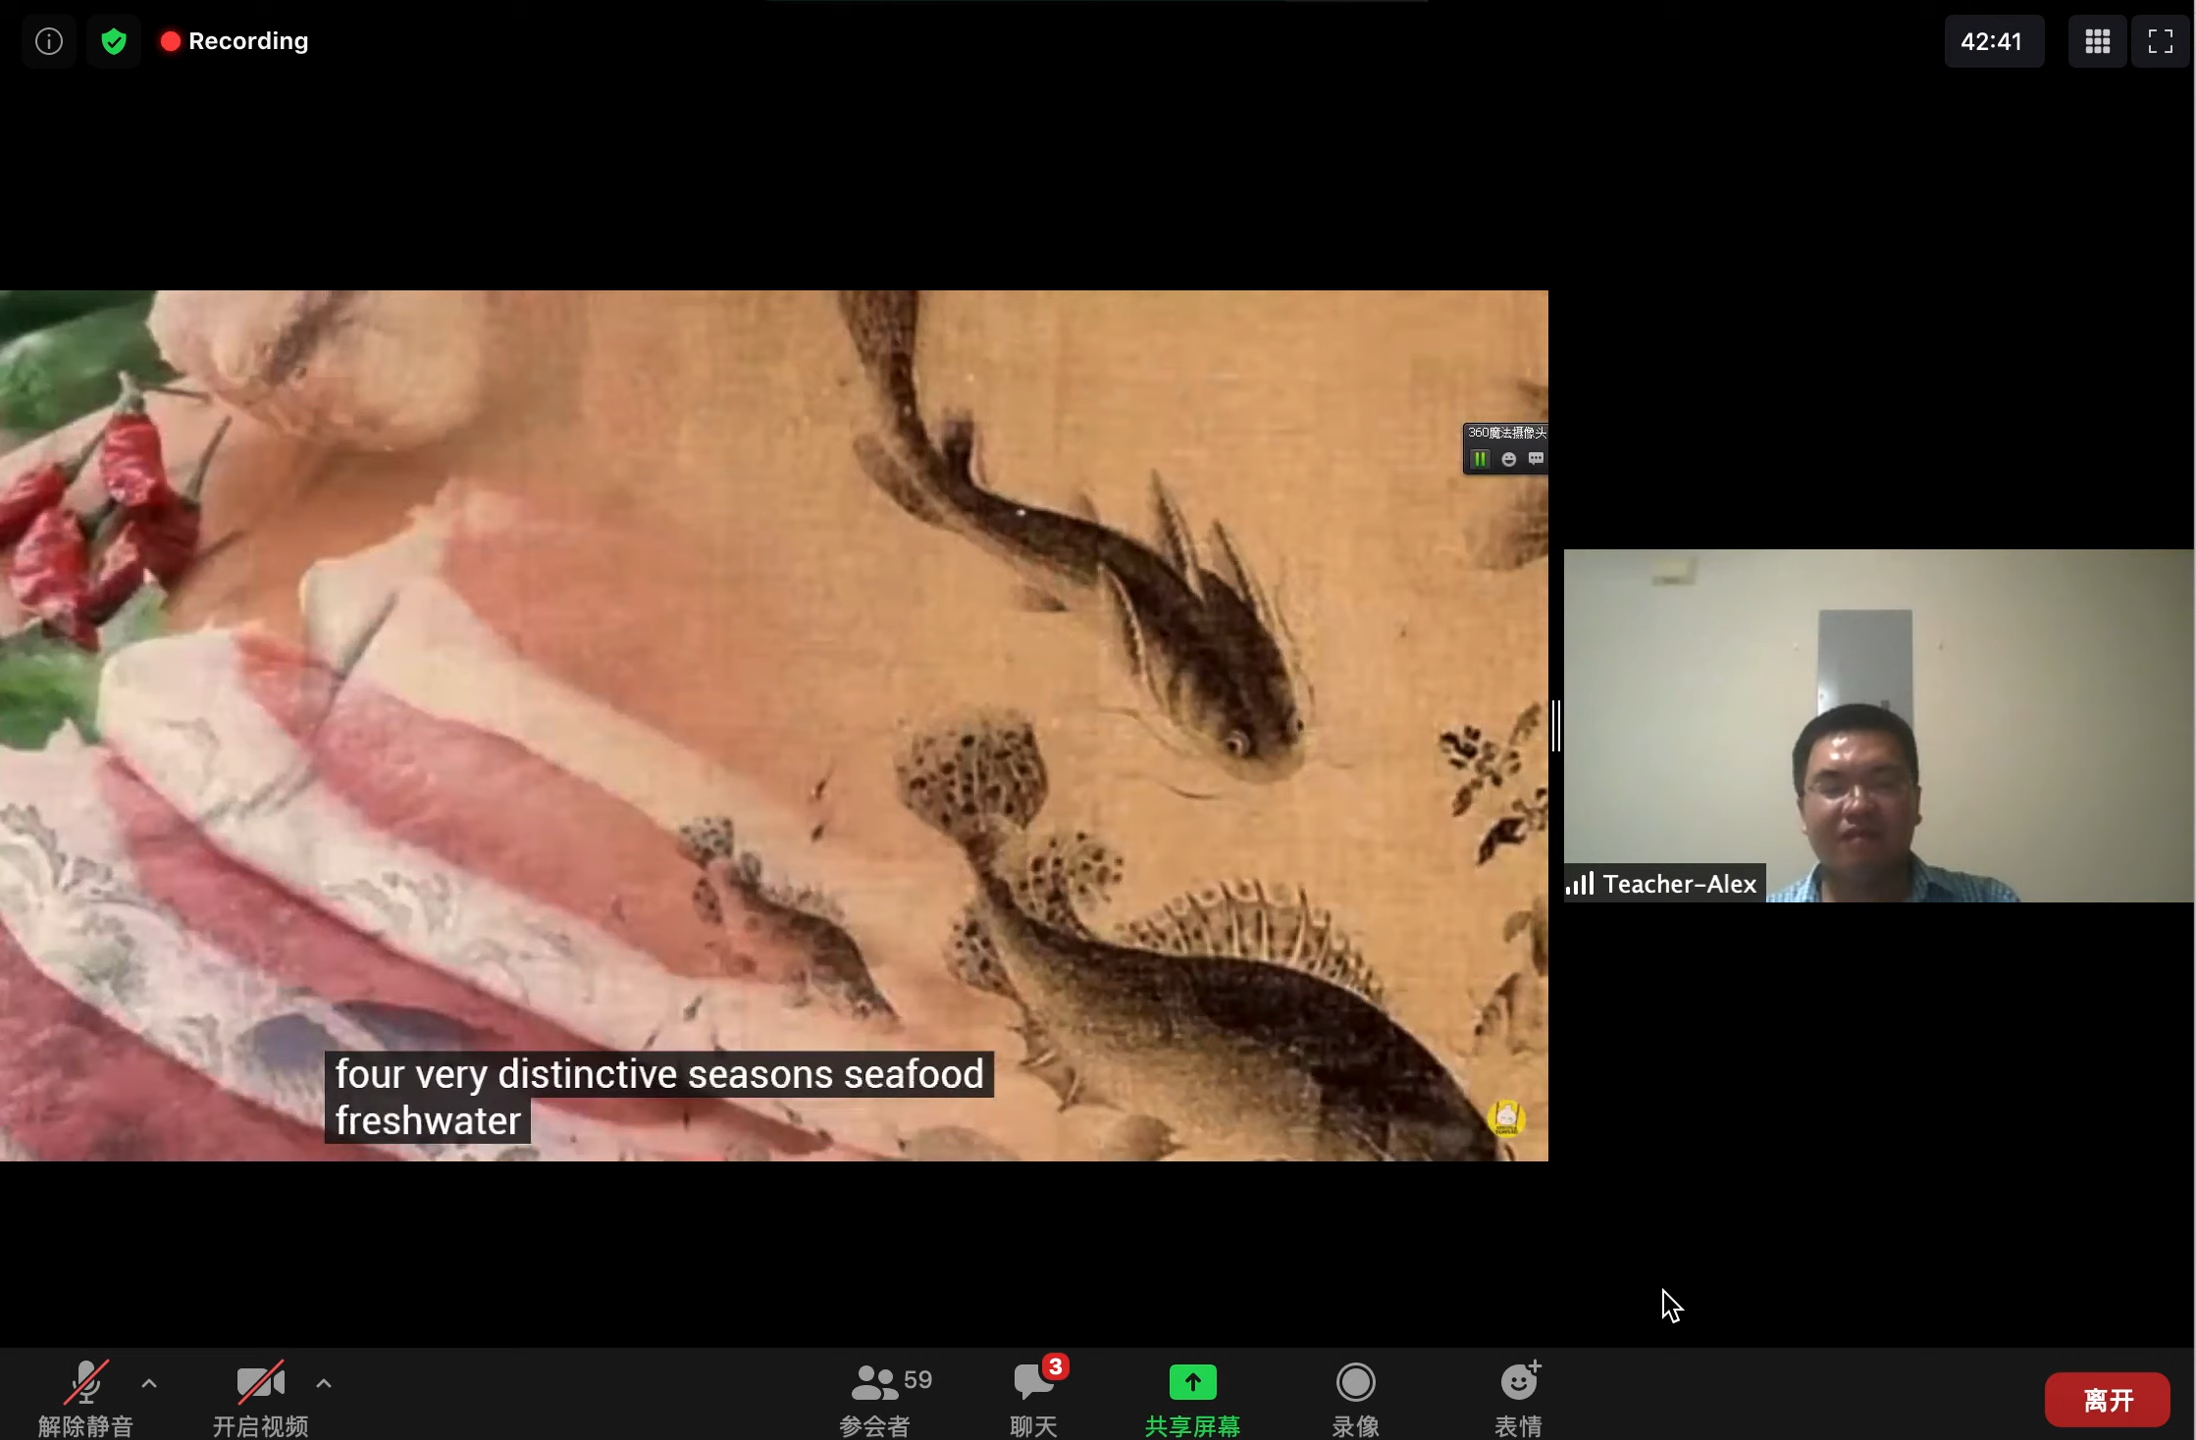 Recording
42:41
360魔法摄像头
Teacher-Alex
four very distinctive seasons seafood
freshwater
59
3
解除静音
开启视频
参会者
聊天
共享屏幕
录像
表情
离开